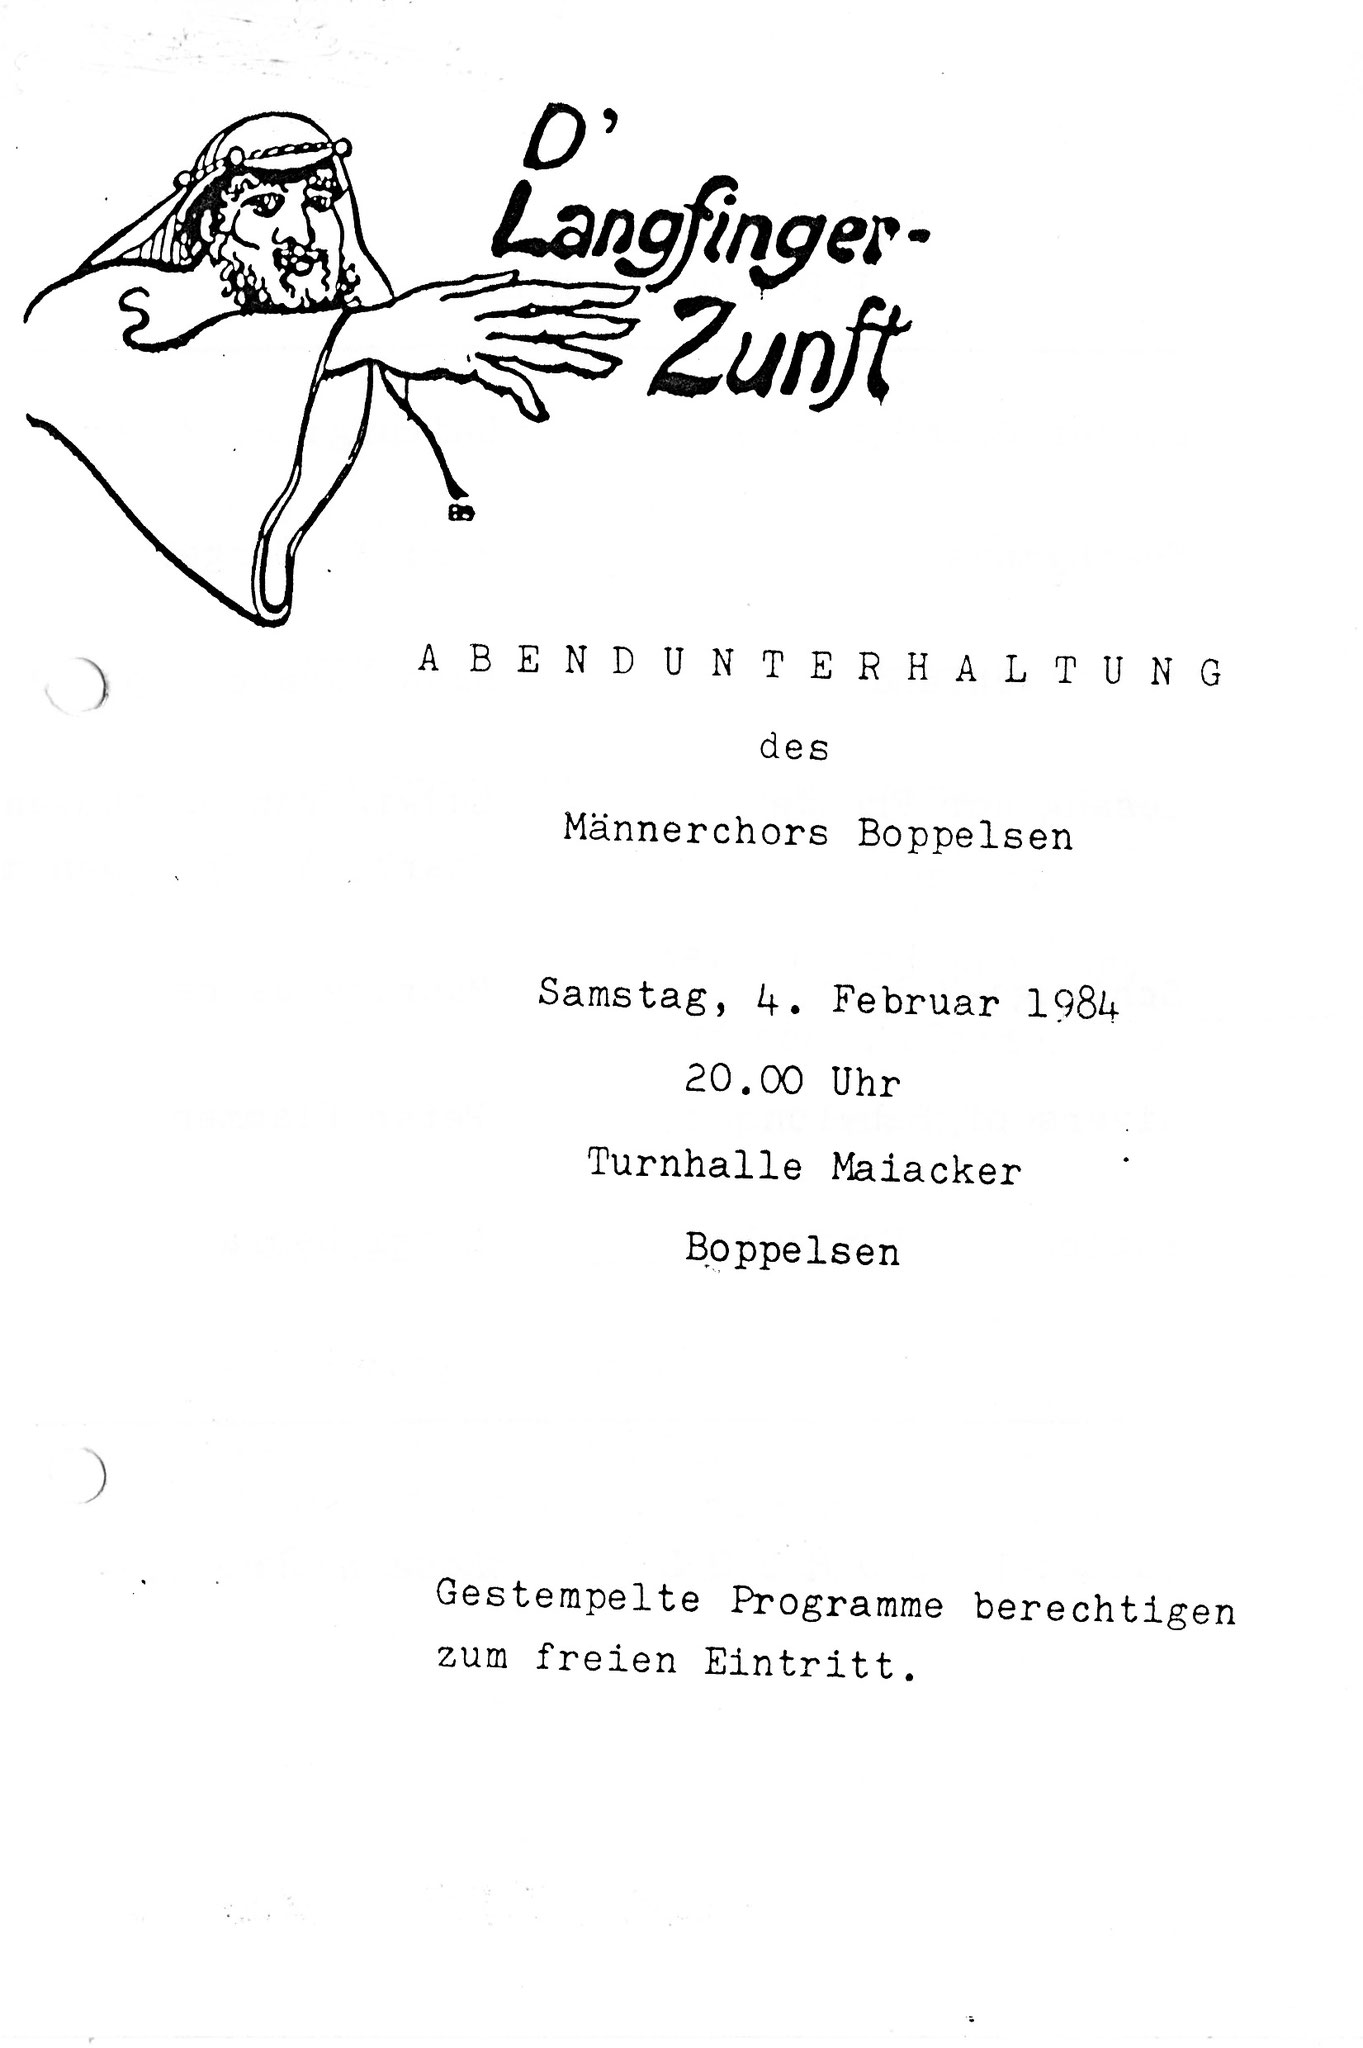 D'
Langfinger-
Zunft
ABENDUNTERHALTUNG
des
Männerchors Boppelsen
Samstag, 4. Februar 1984
20.00 Uhr
Turnhalle Maiacker
Boppelsen
Gestempelte Programme berechtigen
zum freien Eintritt.